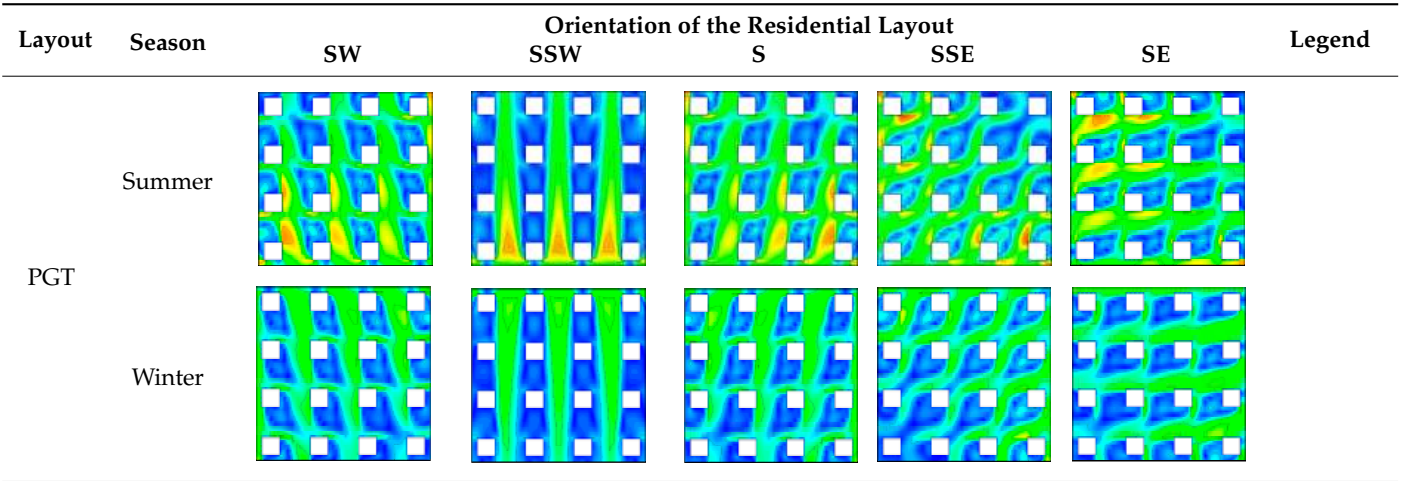 Layout Season Orientation of the Residential Layout Legend
SW SSW S SSE SE
Summer
PGT
Winter